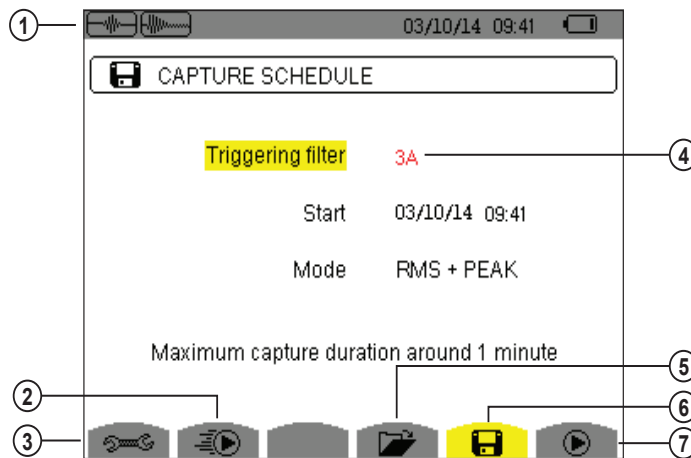 1
03/10/14 09:41
CAPTURE SCHEDULE
Triggering filter 3A
4
Start 03/10/14 09:41
Mode RMS + PEAK
Maximum capture duration around 1 minute
5
2
6
3
7